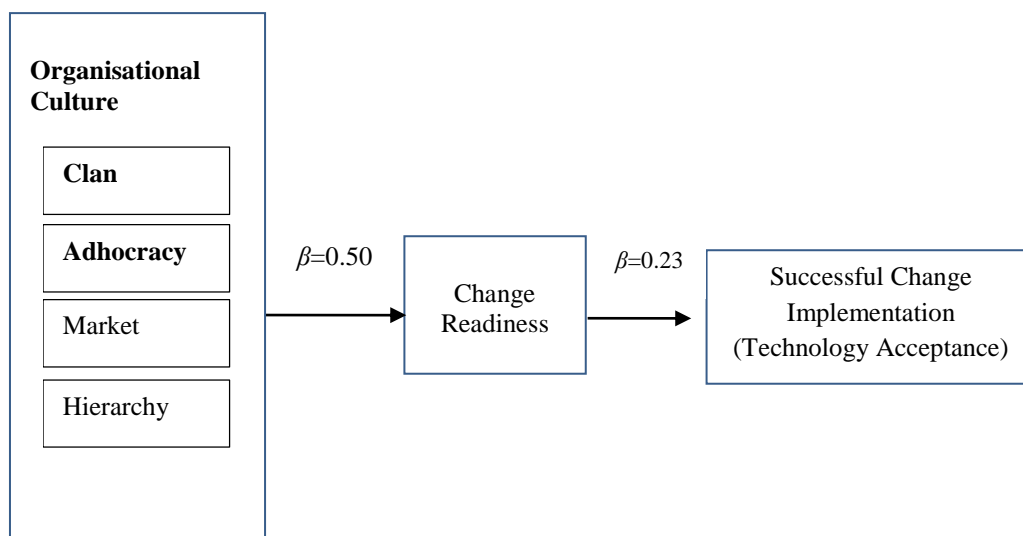 Organisational
Culture
Clan
Adhocracy
Market
Hierarchy
β=0.50
Change
Readiness
β=0.23
Successful Change
Implementation
(Technology Acceptance)